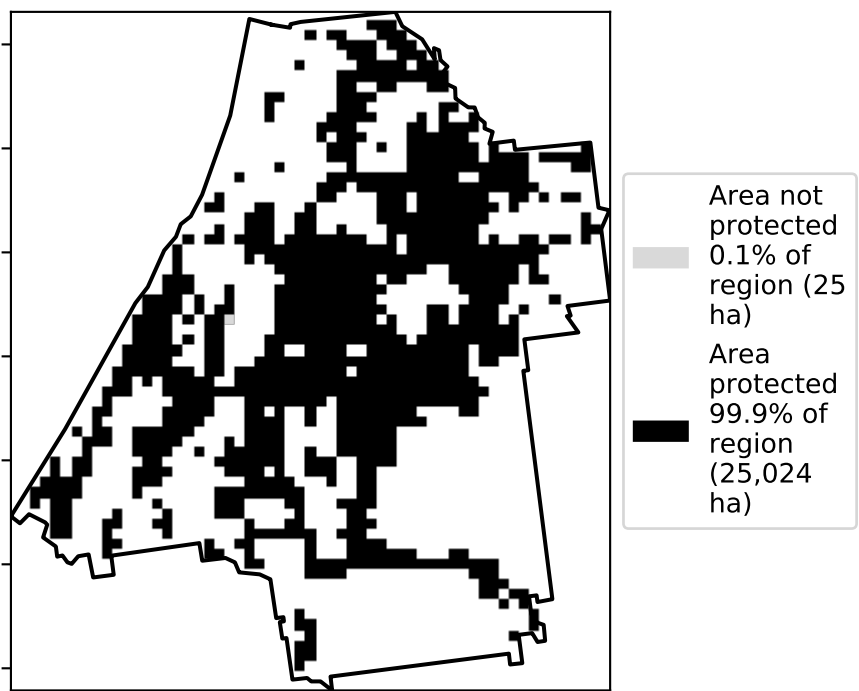 Area not
protected
0.1% of
region (25
ha)
Area
protected
99.9% of
region
(25,024
ha)